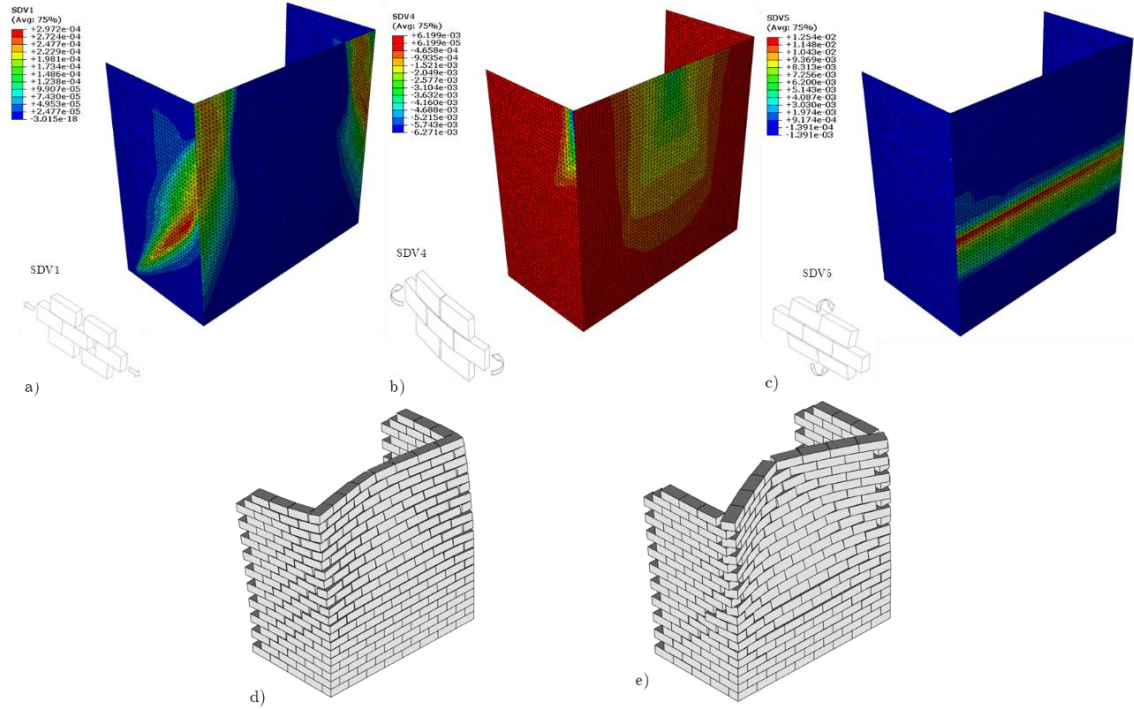 SDV1
(Avg: 75%)
+2.972e-04
+2.724e-04
+2.477e-04
+2.229e-04
+1.981e-04
+1.734e-04
+1.486e-04
+1.238e-04
+9.907e-05
+7.430e-05
+4.953e-05
+2.477e-05
-3.015e-18
SDV1
a)
SDV4
(Avg: 75%)
+6.199e-03
+6.199e-05
-4.658e-04
-9.935e-04
-1.521e-03
-2.049e-03
-2.577e-03
-3.104e-03
-3.632e-03
-4.160e-03
-4.688e-03
-5.215e-03
-5.743e-03
-6.271e-03
SDV4
b)
SDV5
(Avg: 75%)
+1.254e-02
+1.148e-02
+1.043e-02
+9.369e-03
+8.313e-03
+7.256e-03
+6.200e-03
+5.143e-03
+4.087e-03
+3.030e-03
+1.974e-03
+9.174e-04
-1.391e-04
-1.391e-03
SDV5
c)
d)
e)